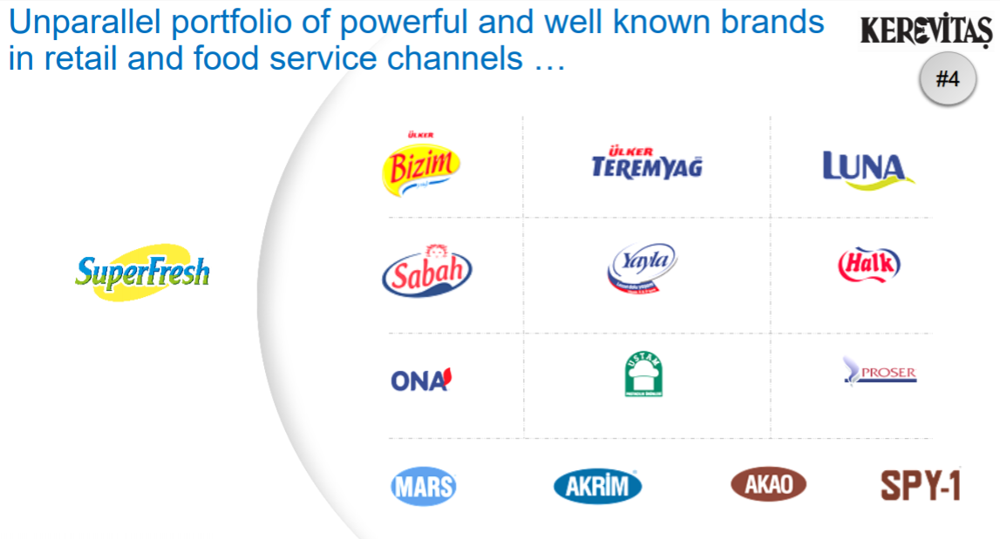 Unparallel portfolio of powerful and well known brands
in retail and food service channels …
KEREVİTAŞ
#4
SuperFresh
ÜLKER
Bizim
ÜLKER
TEREMYAĞ
LUNA
Sabah
Yayla
Halk
ONA
USTAM
PROSER
MARS
AKRİM
AKAO
SPY-1